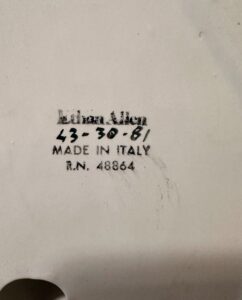 Ethan Allen
43-30-61
MADE IN ITALY
R.N. 48864